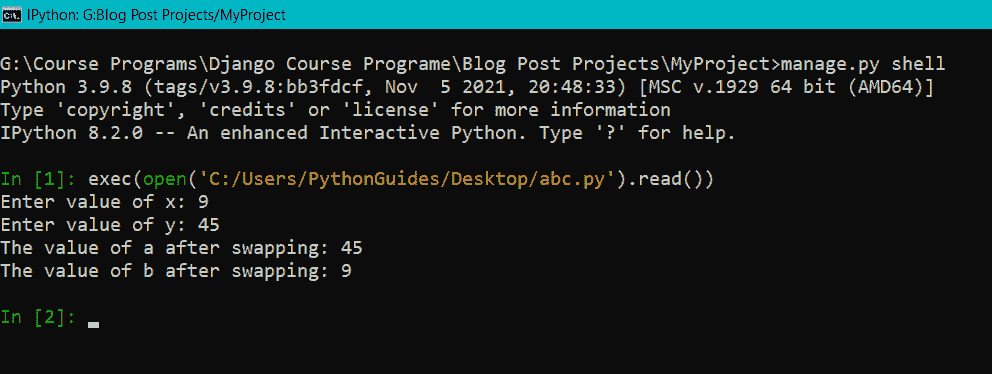 IPython: G:Blog Post Projects/MyProject
G:\Course Programs\Django Course Programe\Blog Post Projects\MyProject>manage.py shell
Python 3.9.8 (tags/v3.9.8:bb3fdcf, Nov  5 2021, 20:48:33) [MSC v.1929 64 bit (AMD64)]
Type 'copyright', 'credits' or 'license' for more information
IPython 8.2.0 -- An enhanced Interactive Python. Type '?' for help.
In [1]: exec(open('C:/Users/PythonGuides/Desktop/abc.py').read())
Enter value of x: 9
Enter value of y: 45
The value of a after swapping: 45
The value of b after swapping: 9
In [2]: